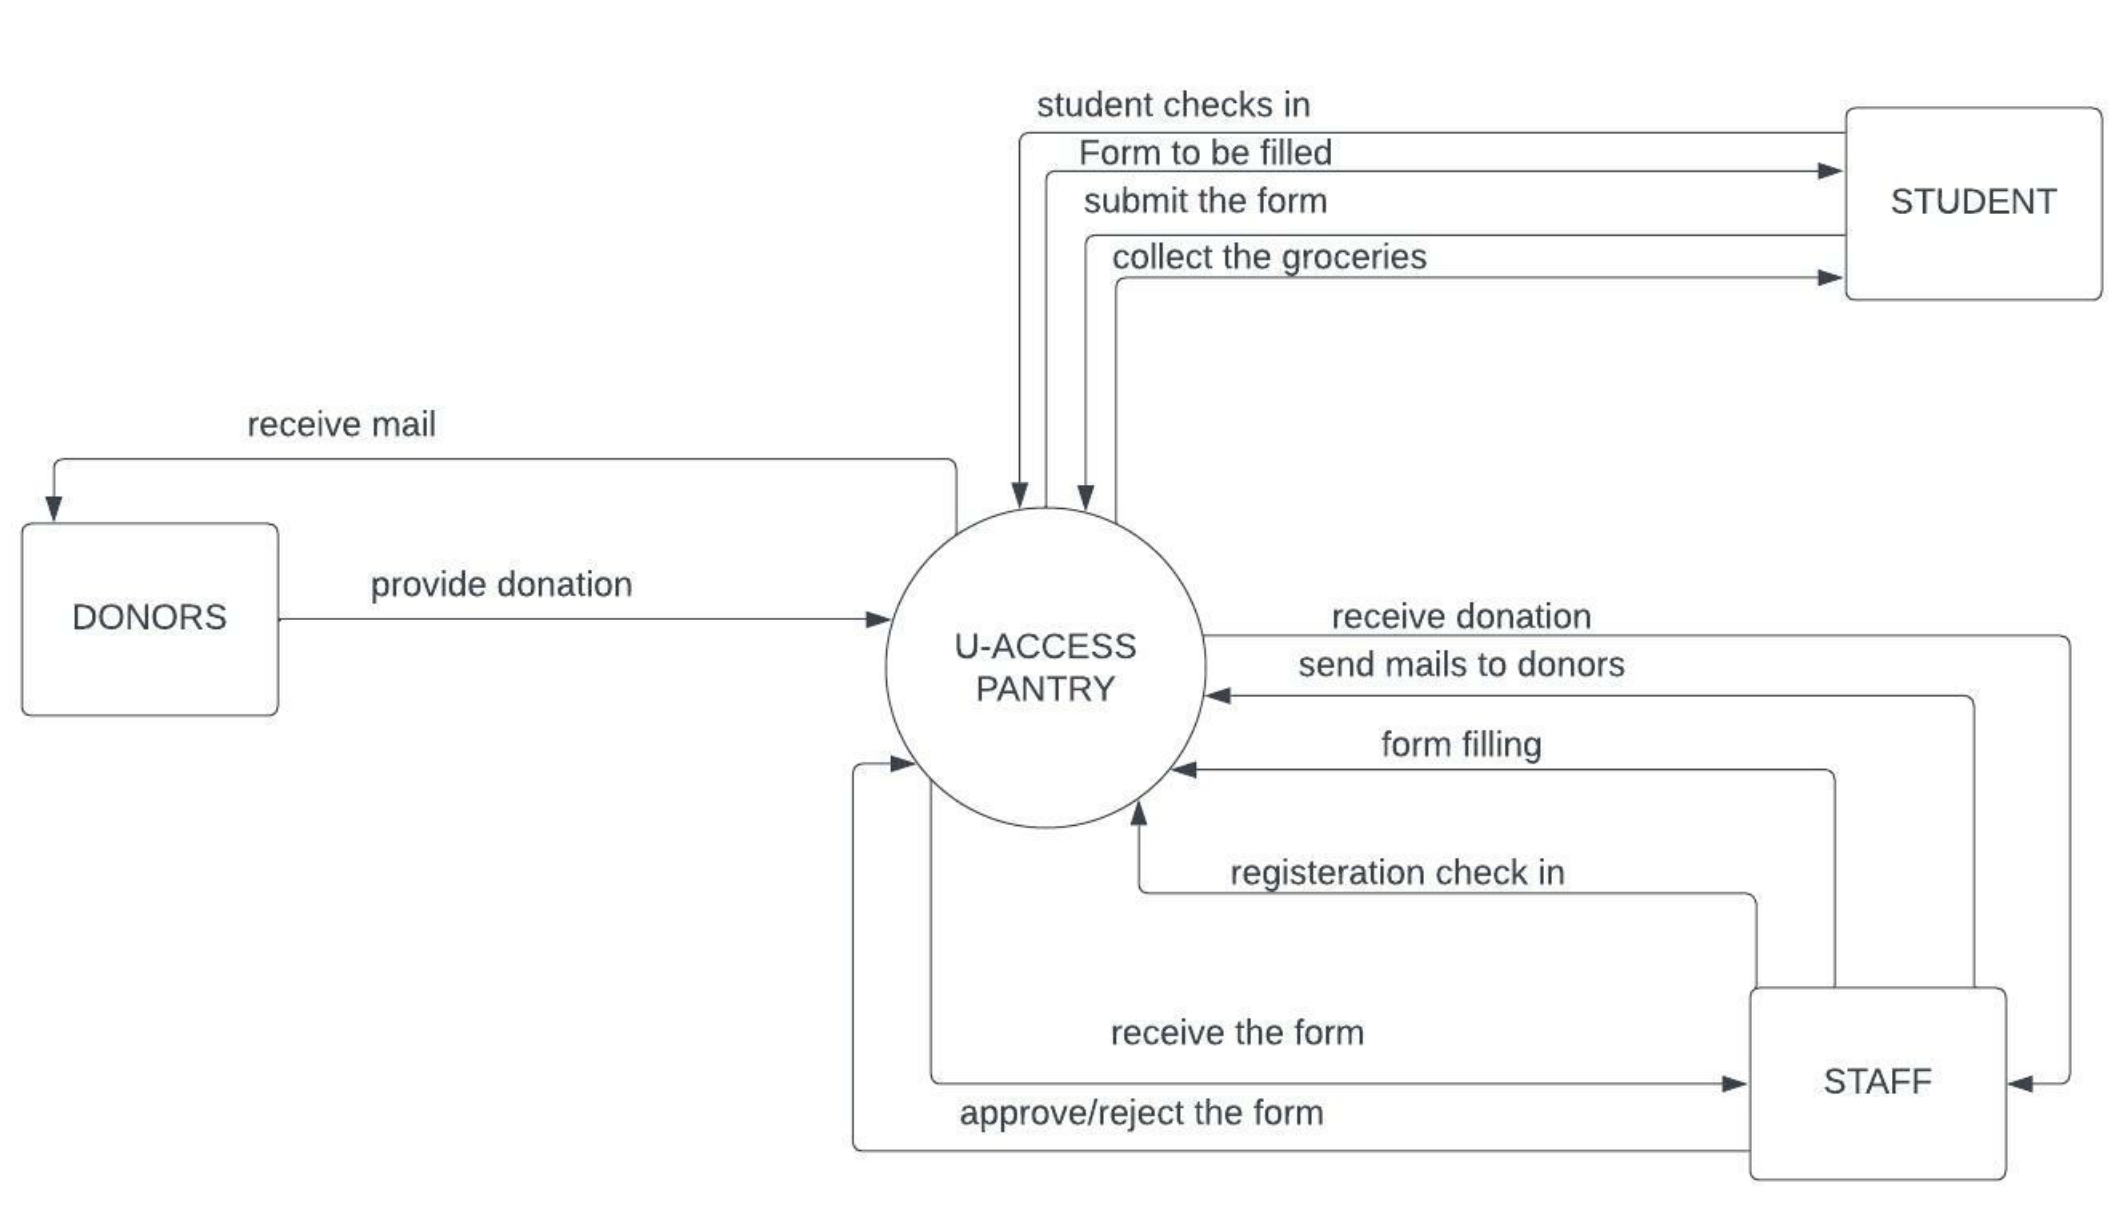 student checks in
Form to be filled
submit the form
collect the groceries
STUDENT
receive mail
provide donation
DONORS
U-ACCESS
PANTRY
receive donation
send mails to donors
form filling
registeration check in
receive the form
approve/reject the form
STAFF